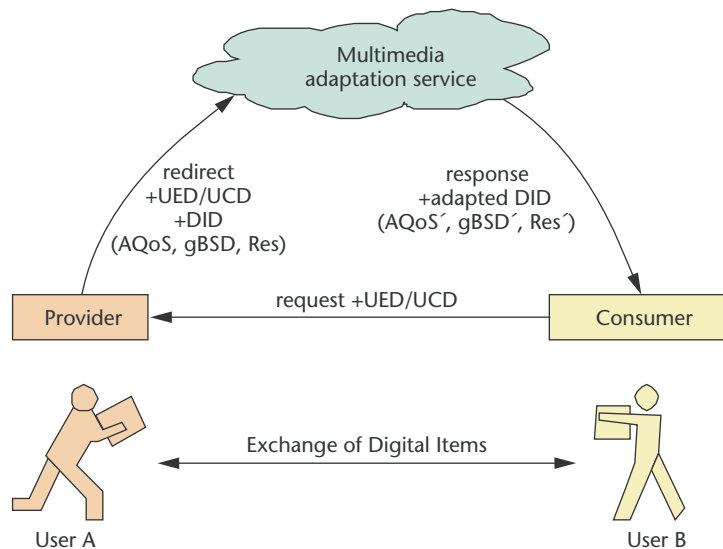 Multimedia
adaptation service
redirect
+UED/UCD
+DID
(AQoS, gBSD, Res)
response
+adapted DID
(AQoS´, gBSD´, Res´)
Provider
request +UED/UCD
Consumer
Exchange of Digital Items
User A
User B